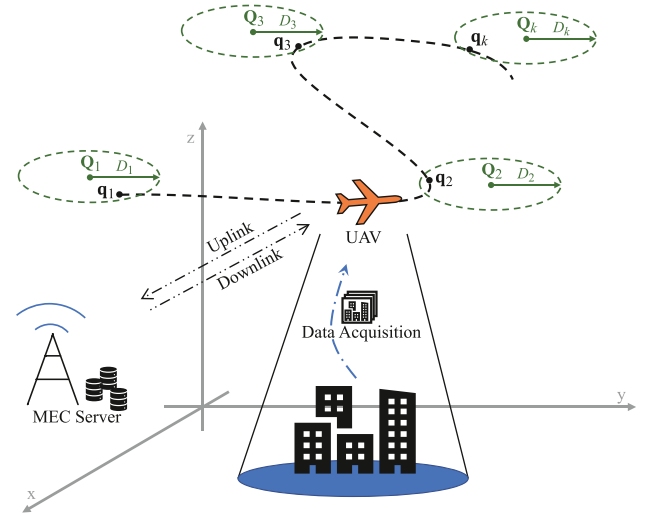 Q3 D3
q3
Qk Dk
qk
z
Q1 D1
q1
q2
Q2 D2
UAV
Uplink
Downlink
Data Acquisition
MEC Server
y
x